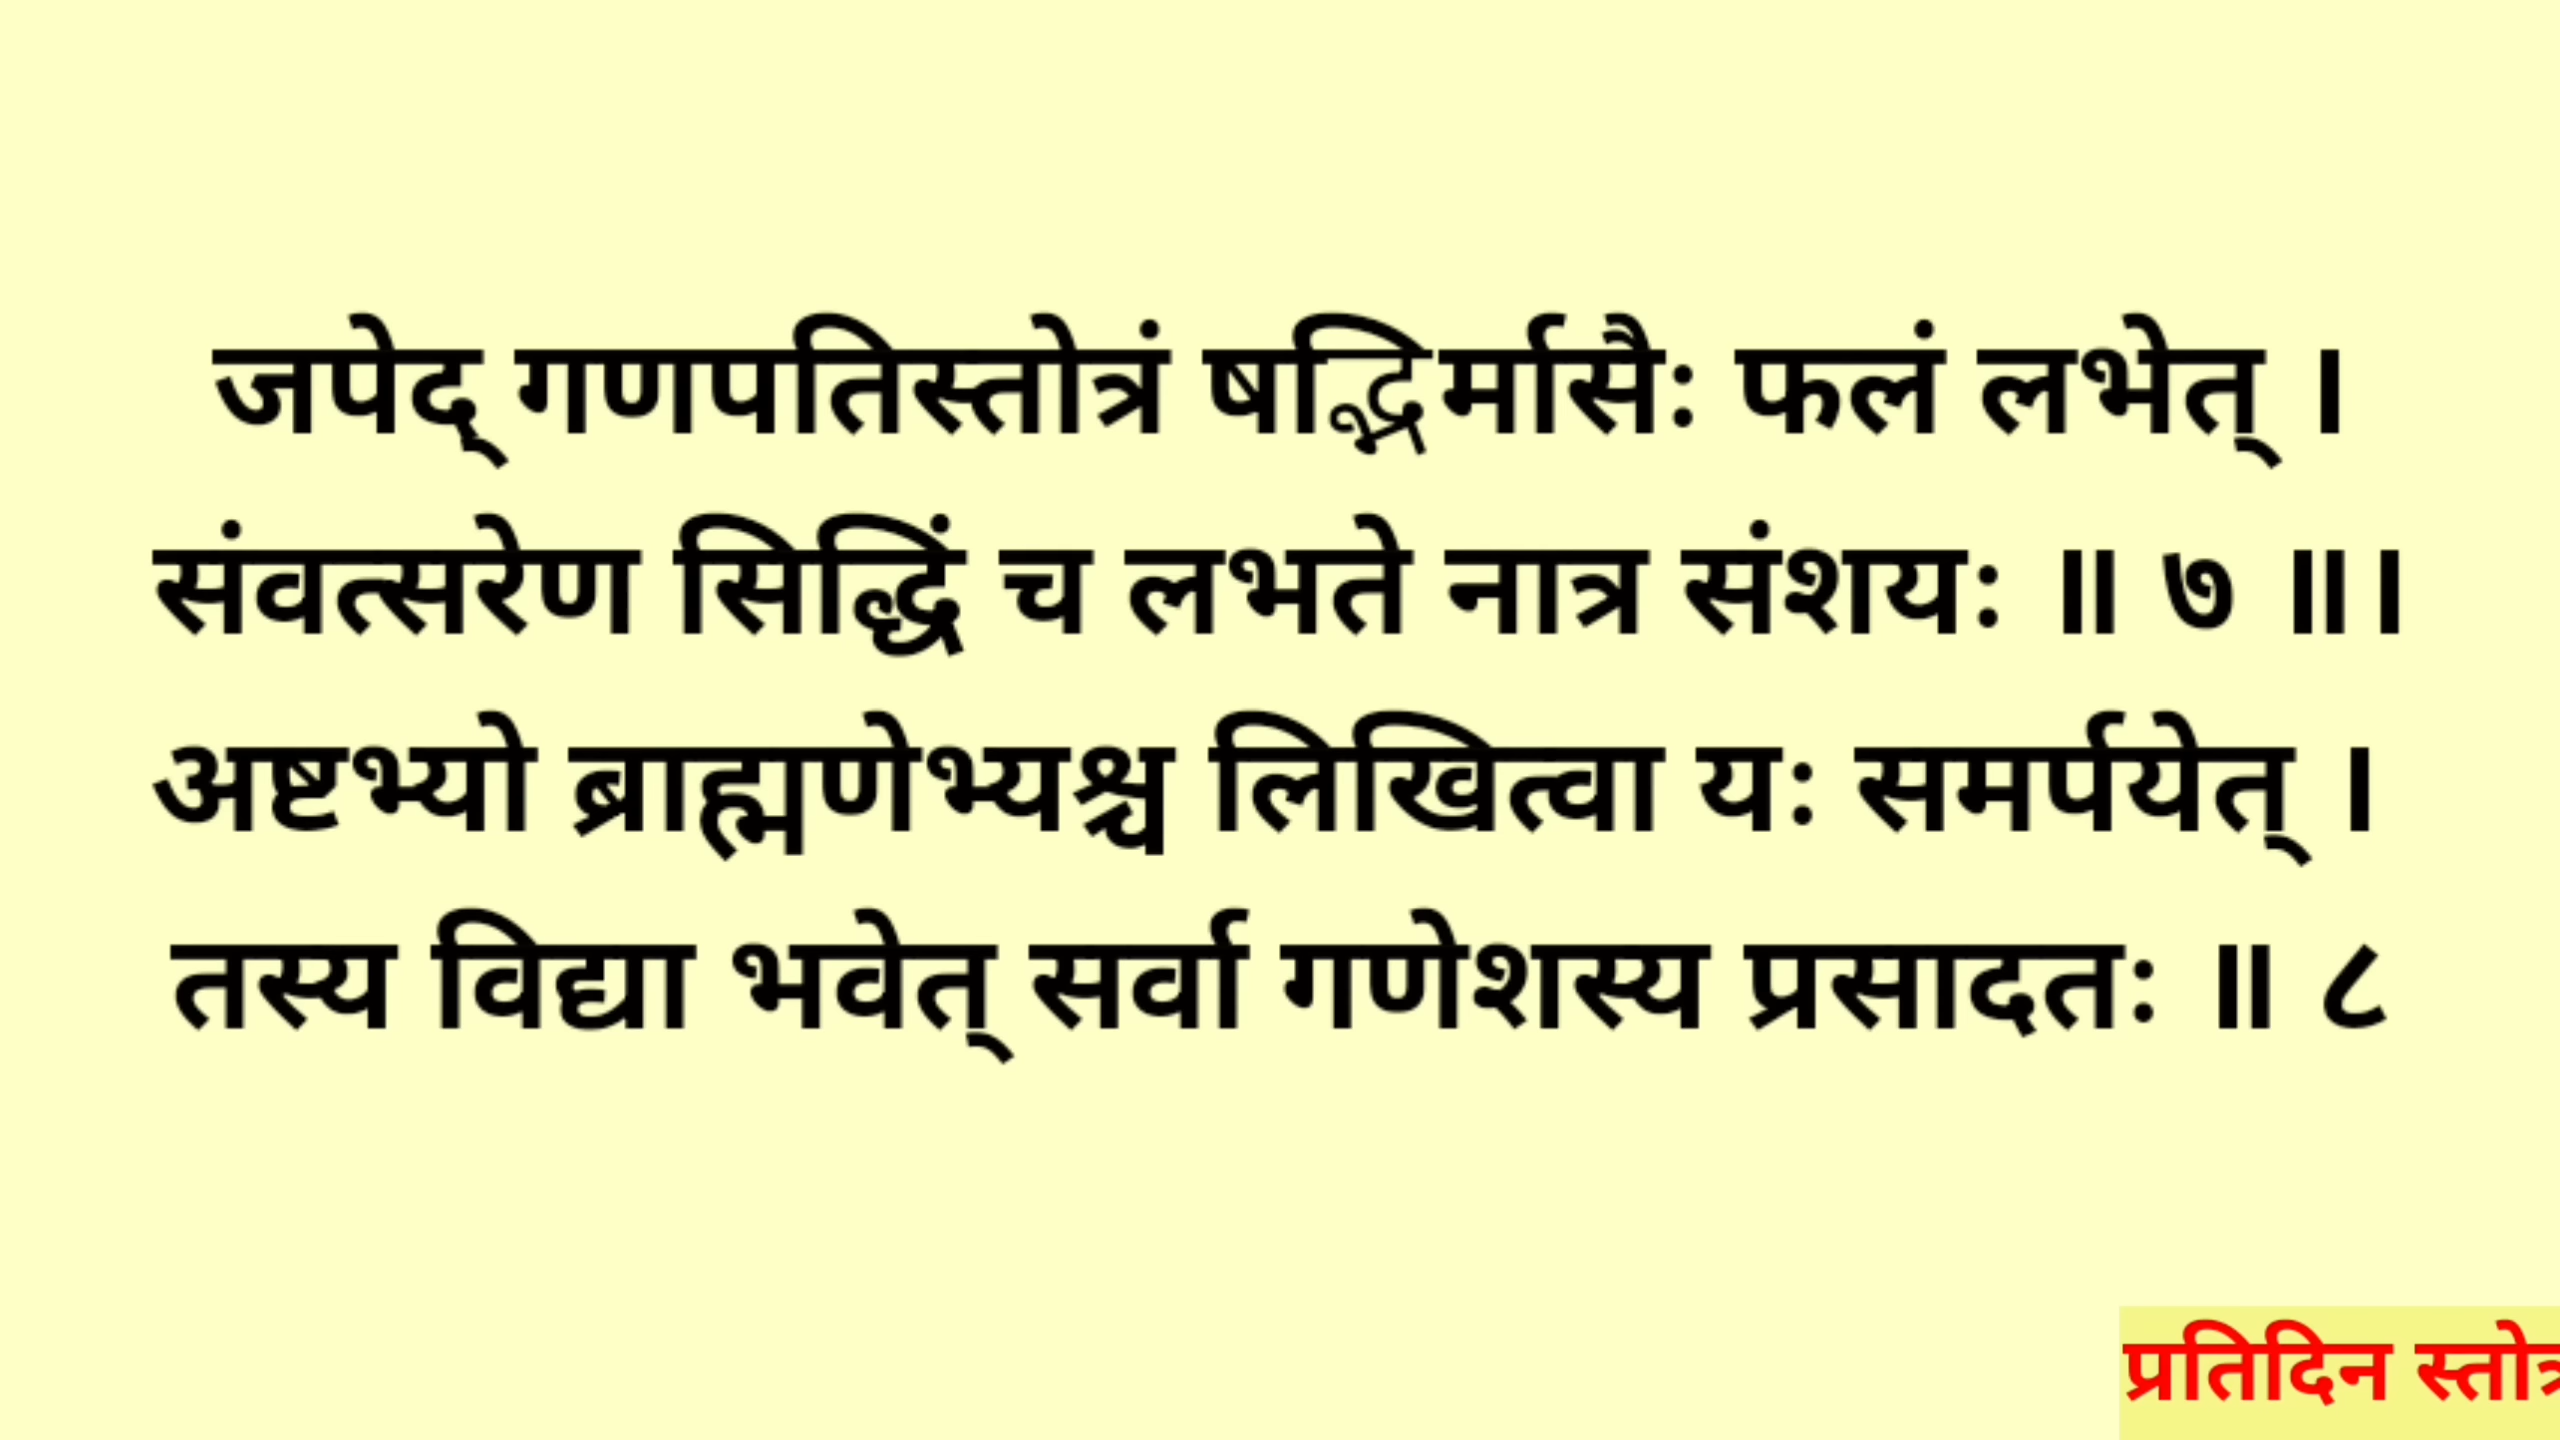 जपेद् गणपतिस्तोत्रं षद्भिर्मासैः फलं लभेत् ।
संवत्सरेण सिद्धिं च लभते नात्र संशयः ॥ ७ ॥।
अष्टभ्यो ब्राह्मणेभ्यश्च लिखित्वा यः समर्पयेत् ।
तस्य विद्या भवेत् सर्वा गणेशस्य प्रसादतः ॥ ८
प्रतिदिन स्तोत्र